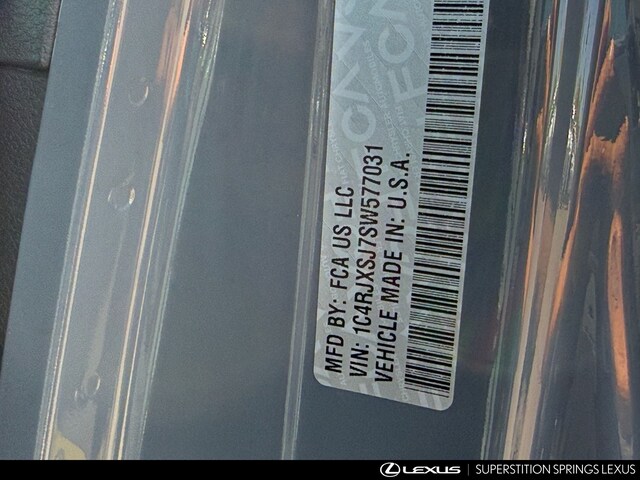 MFD BY: FCA US LLC
VIN: 1C4RJXSJ7SW577031
VEHICLE MADE IN: U.S.A.
LEXUS | SUPERSTITION SPRINGS LEXUS